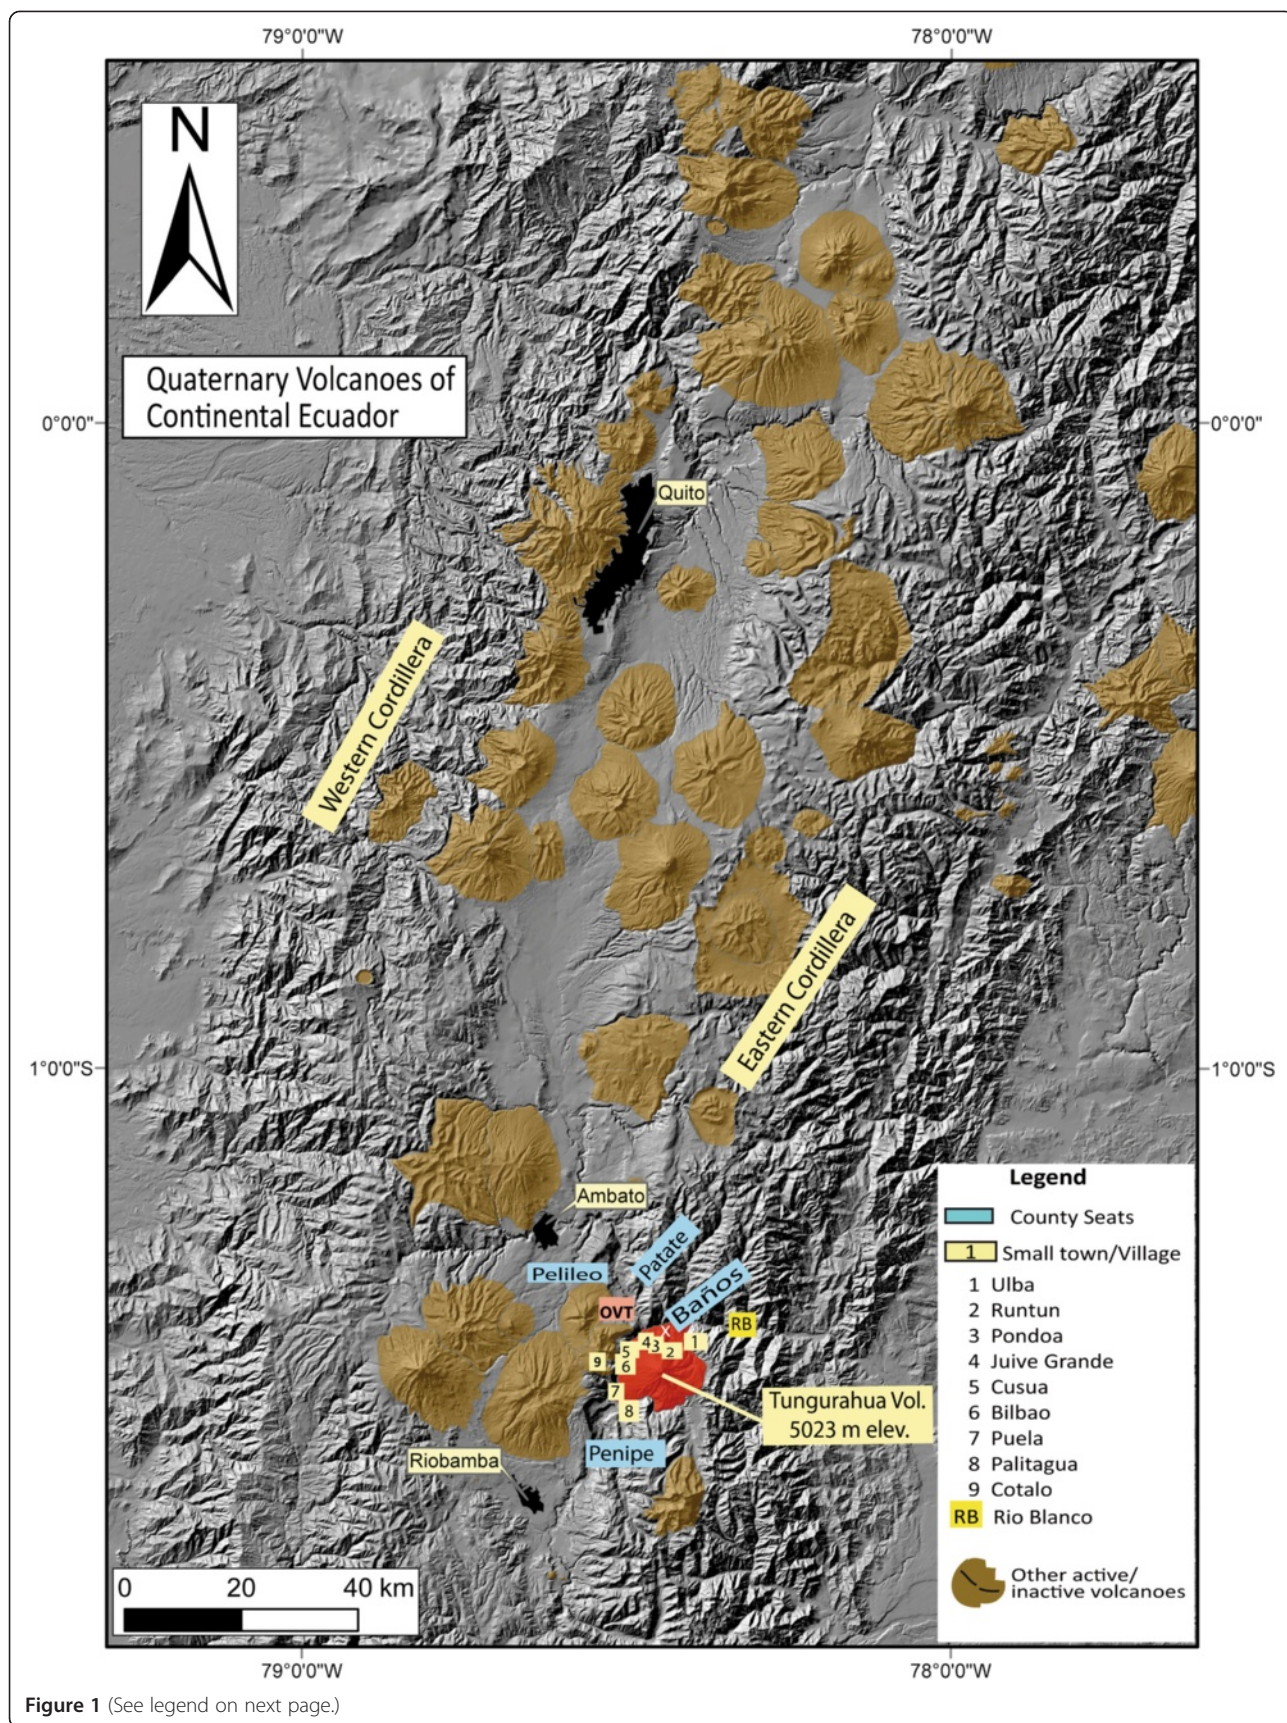 79°0'0"W
78°0'0"W
N
Quaternary Volcanoes of
Continental Ecuador
0°0'0"
0°0'0"
Quito
Western Cordillera
Eastern Cordillera
1°0'0"S
1°0'0"S
Ambato
Patate
Pelileo
Baños
OVT
X
RB
4
3
1
5
2
9
6
7
8
Tungurahua Vol.
5023 m elev.
Penipe
Riobamba
Legend
County Seats
1 Small town/Village
1 Ulba
2 Runtun
3 Pondoa
4 Juive Grande
5 Cusua
6 Bilbao
7 Puela
8 Palitagua
9 Cotalo
RB Rio Blanco
Other active/
inactive volcanoes
0 20 40 km
79°0'0"W
78°0'0"W
Figure 1 (See legend on next page.)